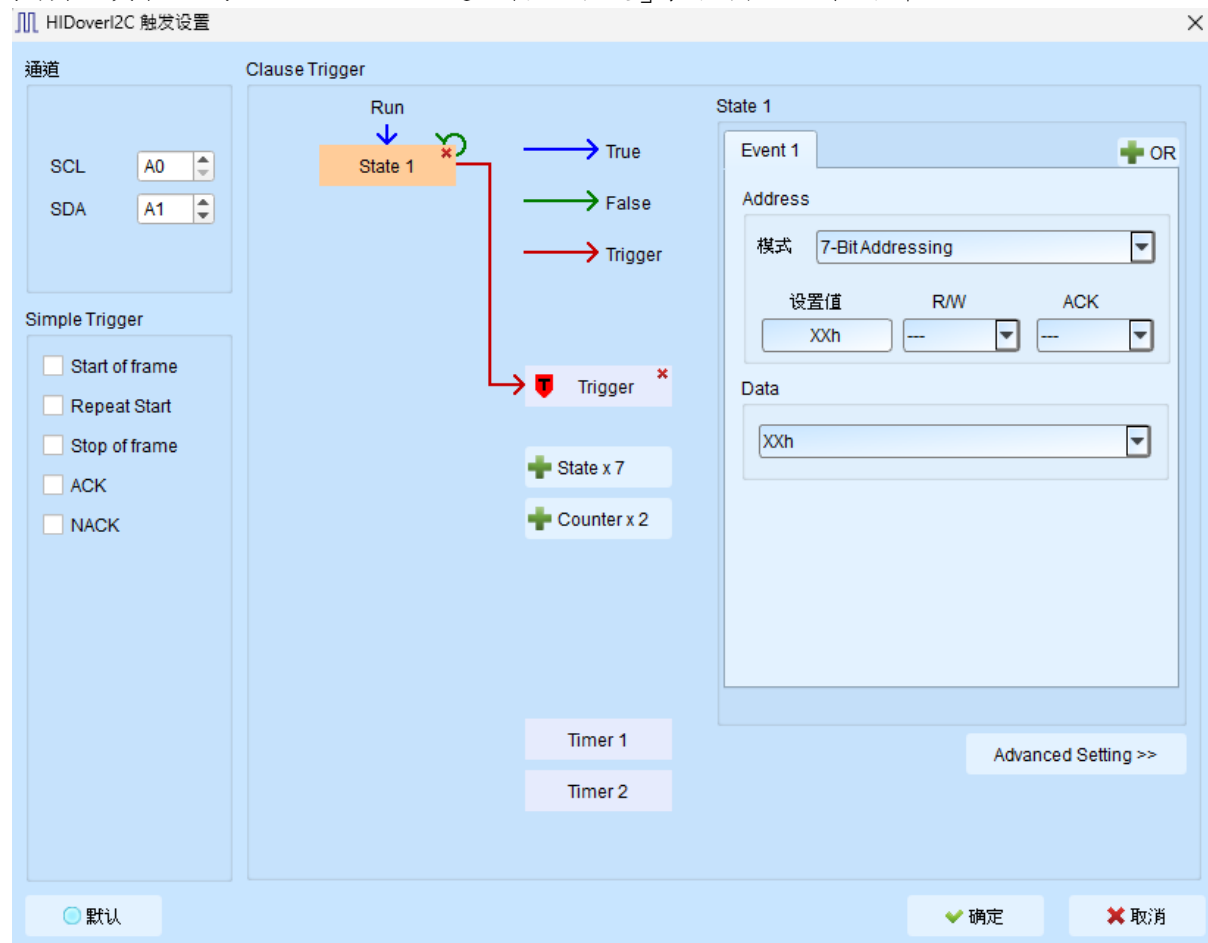 HIDoverI2C 触发设置
通道
SCL A0
SDA A1
Simple Trigger
Start of frame
Repeat Start
Stop of frame
ACK
NACK
Clause Trigger
Run
State 1
True
False
Trigger
T Trigger
State x 7
Counter x 2
Timer 1
Timer 2
State 1
Event 1
OR
Address
模式 7-Bit Addressing
设置值 R/W ACK
XXh --- ---
Data
XXh
Advanced Setting >>
默认
确定
取消